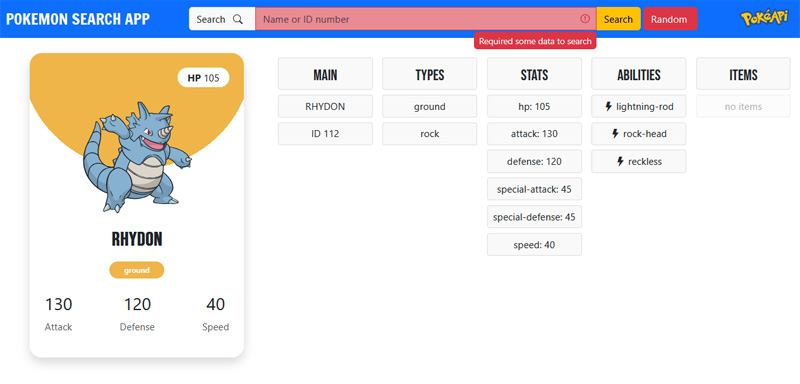 POKEMON SEARCH APP
Search
Name or ID number
Search
Random
PokéApi
Required some data to search
HP 105
RHYDON
ground
130
120
40
Attack
Defense
Speed
MAIN
RHYDON
ID 112
TYPES
ground
rock
STATS
hp: 105
attack: 130
defense: 120
special-attack: 45
special-defense: 45
speed: 40
ABILITIES
lightning-rod
rock-head
reckless
ITEMS
no items